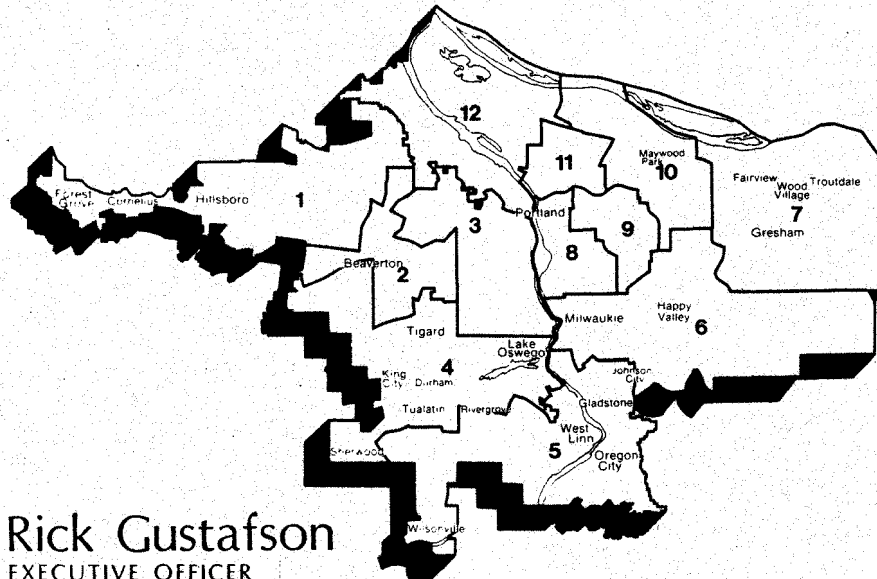 12
11
Maywood
Park
10
Fairview
Wood
Village
Troutdale
7
Gresham
Forest
Grove
Cornelius
Hillsboro
1
3
Portland
9
8
Beaverton
2
Happy
Valley
6
Milwaukie
Tigard
Lake
Oswego
4
King
City
Durham
Johnson
City
Gladstone
Tualatin
Rivergrove
West
Linn
5
Oregon
City
Sherwood
Wilsonville
Rick Gustafson
EXECUTIVE OFFICER